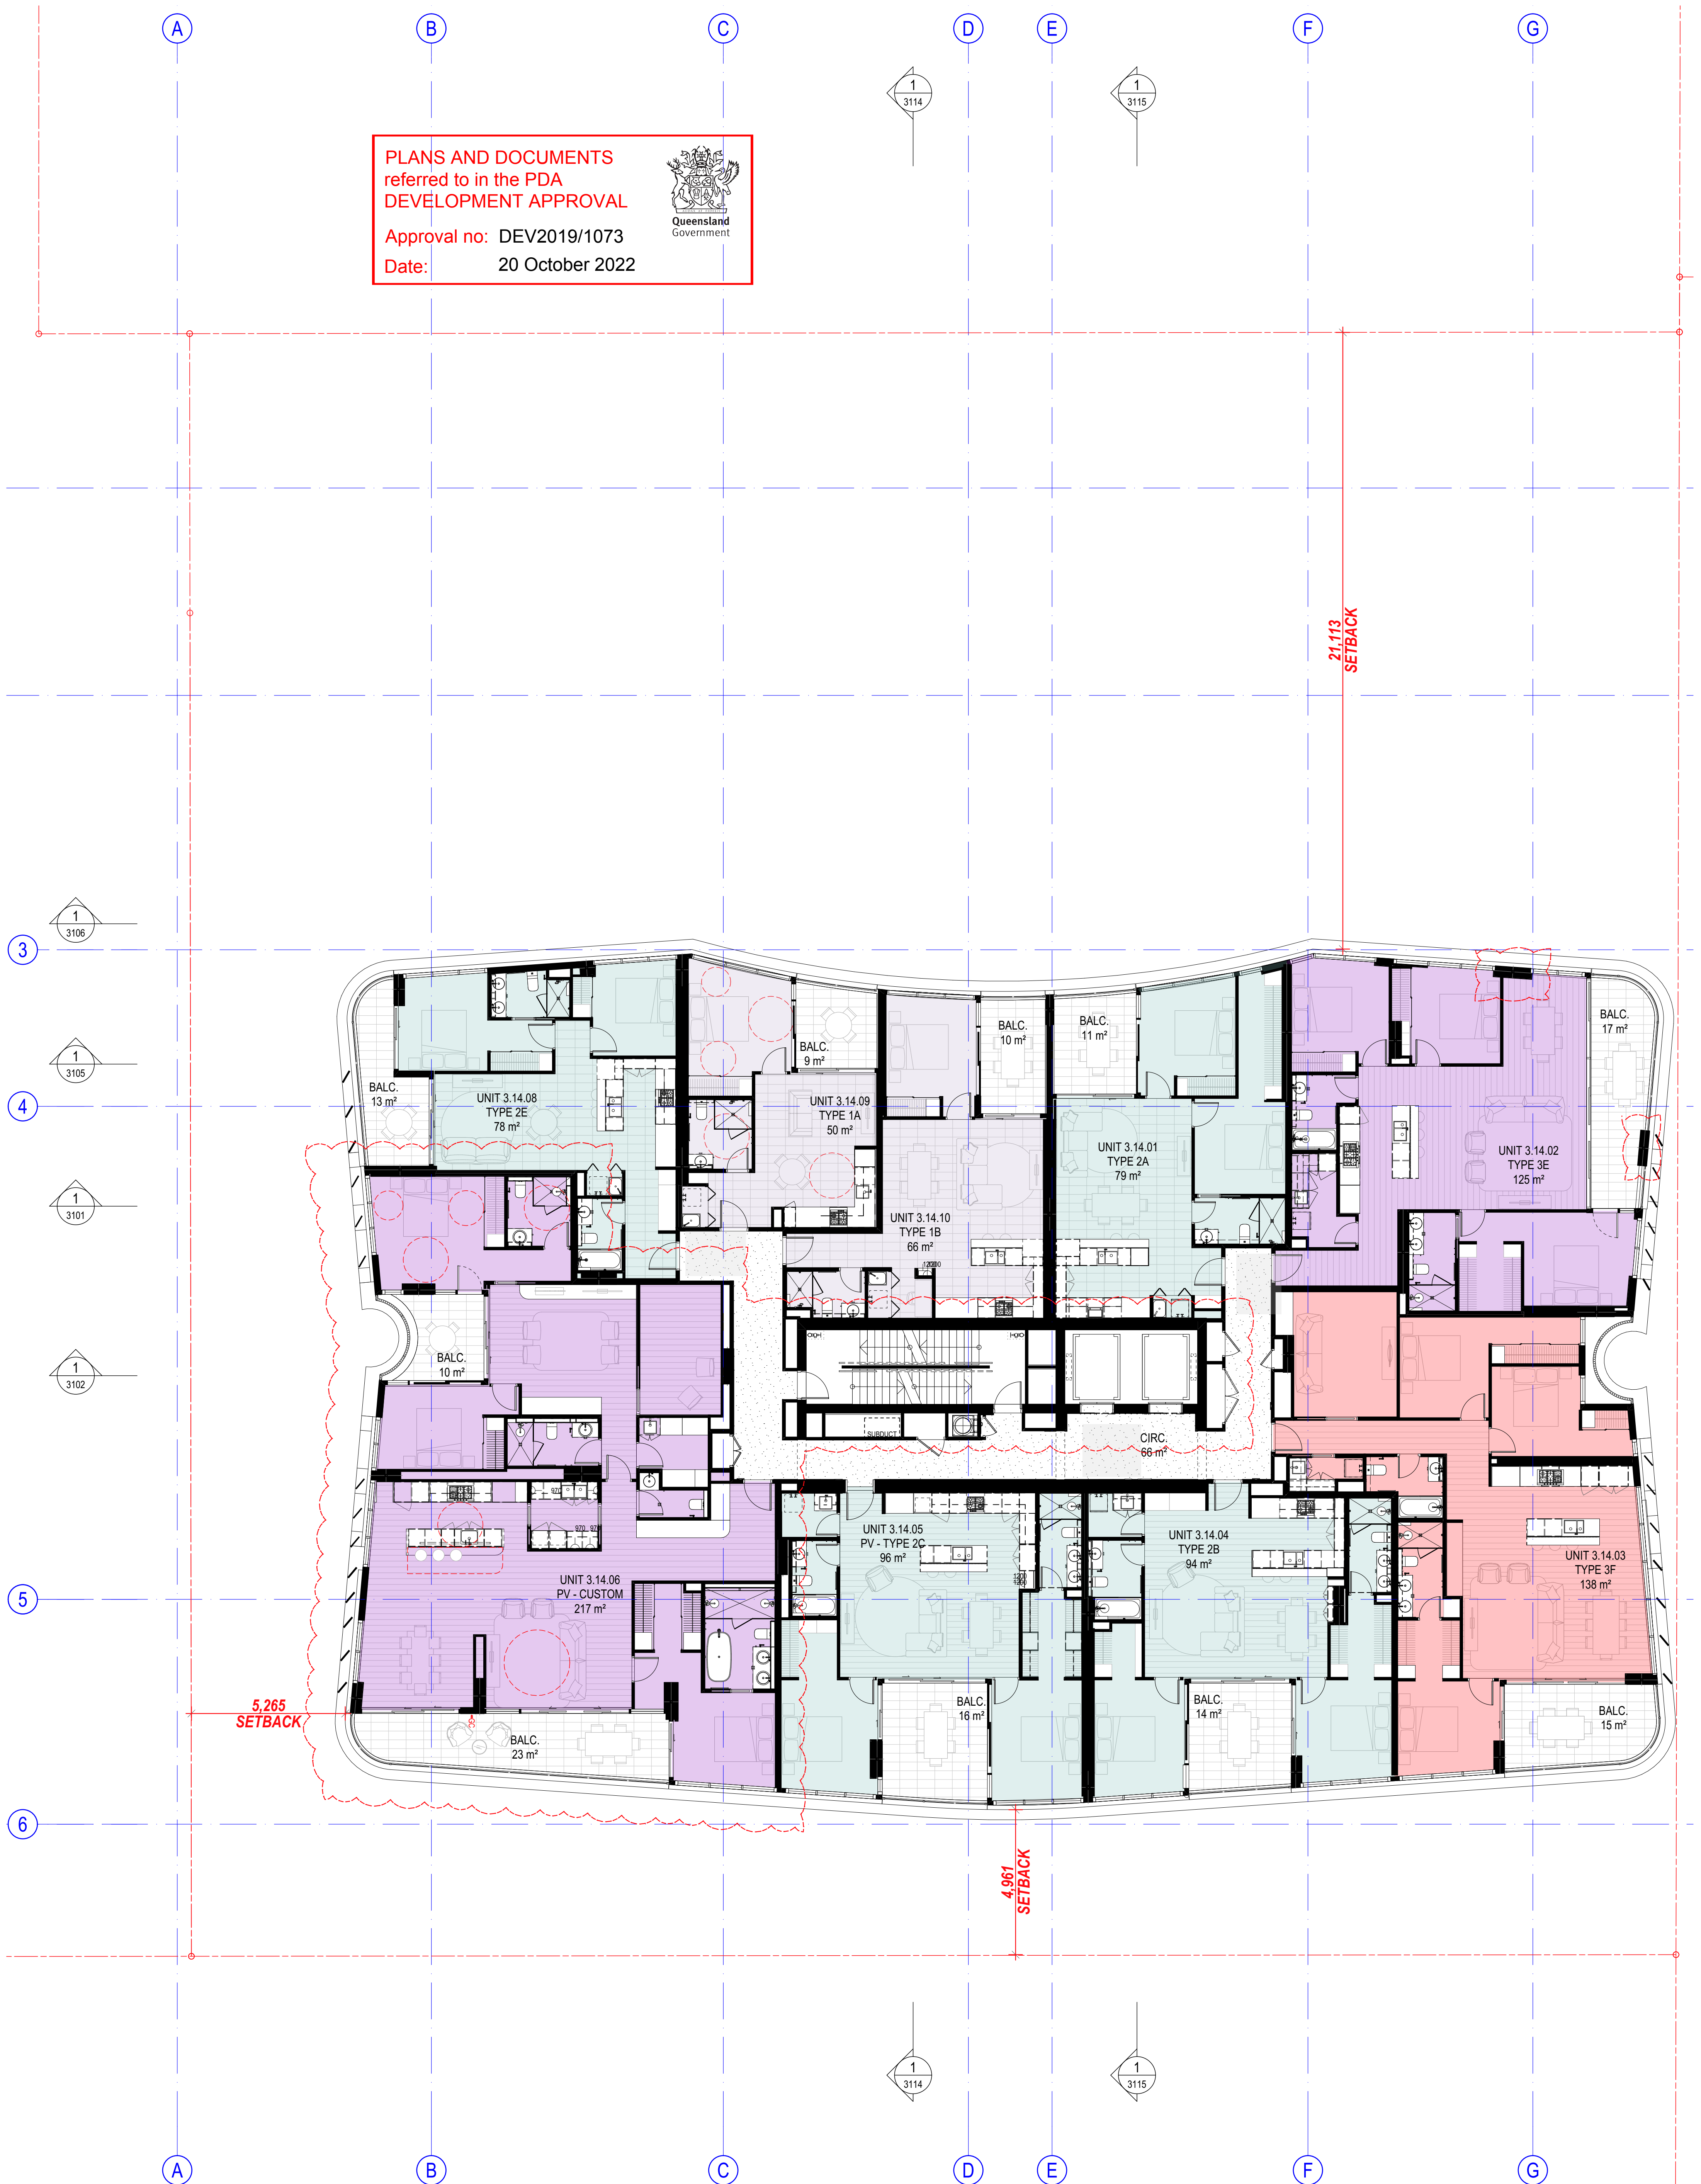 A
B
C
D
E
F
G
1
3114
1
3115
PLANS AND DOCUMENTS
referred to in the PDA
DEVELOPMENT APPROVAL
Queensland
Government
Approval no: DEV2019/1073
Date: 20 October 2022
21,113
SETBACK
1
3106
3
1
3105
4
1
3101
1
3102
BALC.
13 m²
UNIT 3.14.08
TYPE 2E
78 m²
BALC.
9 m²
UNIT 3.14.09
TYPE 1A
50 m²
BALC.
10 m²
UNIT 3.14.10
TYPE 1B
66 m²
BALC.
11 m²
UNIT 3.14.01
TYPE 2A
79 m²
BALC.
17 m²
UNIT 3.14.02
TYPE 3E
125 m²
BALC.
10 m²
SUBDUCT
CIRC.
66 m²
970
970
UNIT 3.14.06
PV - CUSTOM
217 m²
UNIT 3.14.05
PV - TYPE 2C
96 m²
UNIT 3.14.04
TYPE 2B
94 m²
UNIT 3.14.03
TYPE 3F
138 m²
5
BALC.
23 m²
BALC.
16 m²
BALC.
14 m²
BALC.
15 m²
5,265
SETBACK
6
4,961
SETBACK
1
3114
1
3115
A
B
C
D
E
F
G